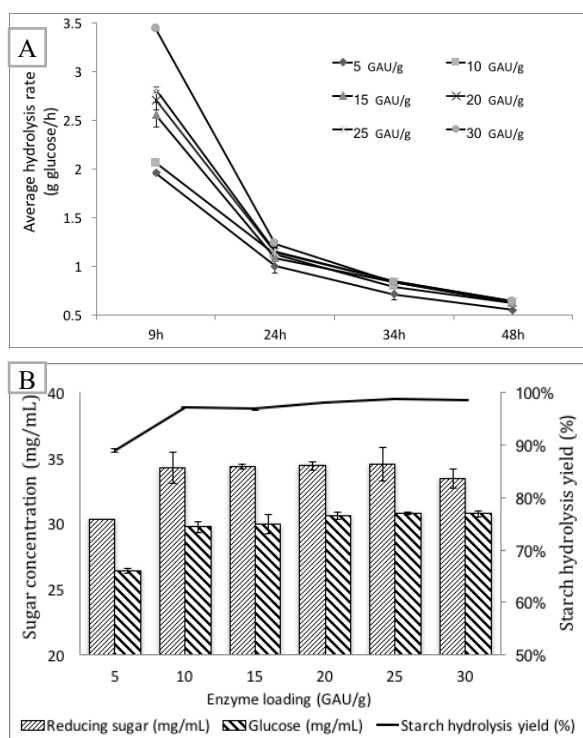 A
Average hydrolysis rate
(g glucose/h)
3.5
3
2.5
2
1.5
1
0.5
5 GAU/g
10 GAU/g
15 GAU/g
20 GAU/g
25 GAU/g
30 GAU/g
9h
24h
34h
48h
B
Sugar concentration (mg/mL)
40
35
30
25
20
100%
90%
80%
70%
60%
50%
Starch hydrolysis yield (%)
5
10
15
20
25
30
Enzyme loading (GAU/g)
Reducing sugar (mg/mL)
Glucose (mg/mL)
Starch hydrolysis yield (%)